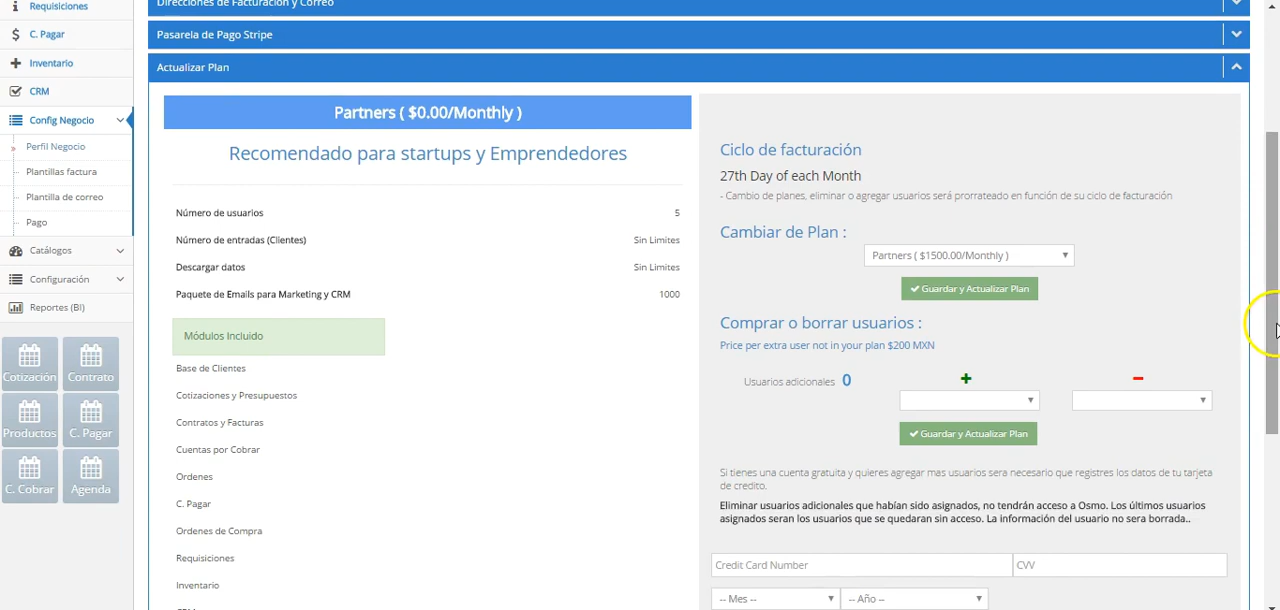 Requisiciones
C. Pagar
Inventario
CRM
Config Negocio
Perfil Negocio
Plantillas factura
Plantilla de correo
Pago
Catálogos
Configuración
Reportes (BI)
Cotización
Contrato
Productos
C. Pagar
C. Cobrar
Agenda
Direcciones de Facturación y Correo
Pasarela de Pago Stripe
Actualizar Plan
Partners ( $0.00/Monthly )
Recomendado para startups y Emprendedores
Número de usuarios 5
Número de entradas (Clientes) Sin Limites
Descargar datos Sin Limites
Paquete de Emails para Marketing y CRM 1000
Módulos Incluido
Base de Clientes
Cotizaciones y Presupuestos
Contratos y Facturas
Cuentas por Cobrar
Ordenes
C. Pagar
Ordenes de Compra
Requisiciones
Inventario
CRM
Ciclo de facturación
27th Day of each Month
- Cambio de planes, eliminar o agregar usuarios será prorrateado en función de su ciclo de facturación
Cambiar de Plan :
Partners ( $1500.00/Monthly )
Guardar y Actualizar Plan
Comprar o borrar usuarios :
Price per extra user not in your plan $200 MXN
Usuarios adicionales 0
Guardar y Actualizar Plan
Si tienes una cuenta gratuita y quieres agregar mas usuarios sera necesario que registres los datos de tu tarjeta
de credito.
Eliminar usuarios adicionales que habían sido asignados, no tendrán acceso a Osmo. Los últimos usuarios
asignados seran los usuarios que se quedaran sin acceso. La información del usuario no sera borrada..
Credit Card Number
CVV
-- Mes --
-- Año --